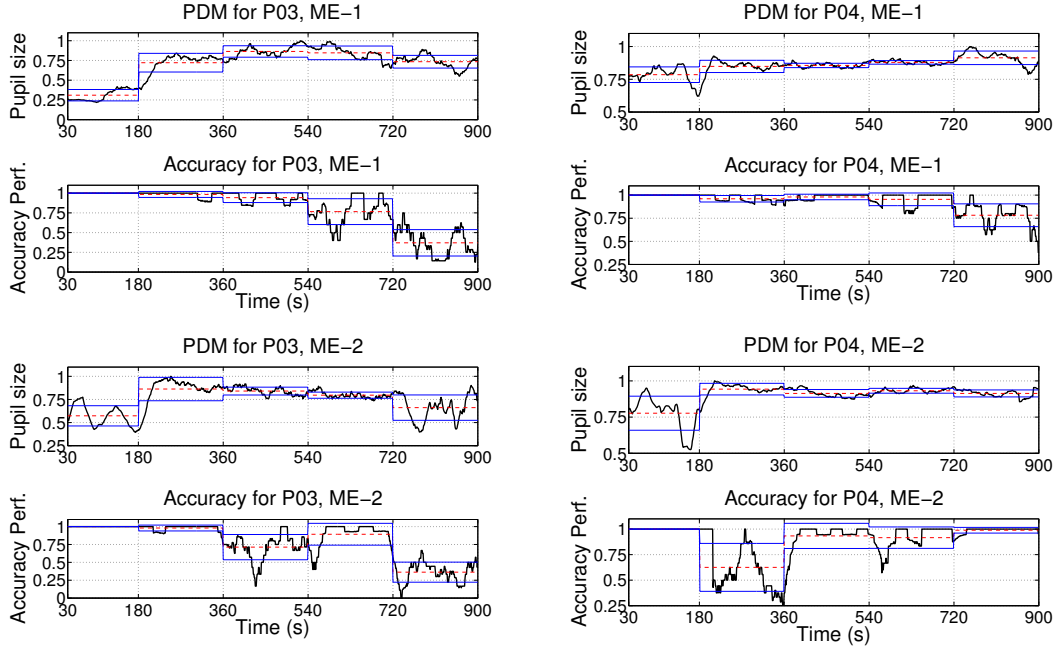 PDM for P03, ME−1
Pupil size
1
0.75
0.5
0.25
0
30 180 360 540 720 900
Accuracy for P03, ME−1
Accuracy Perf.
1
0.75
0.5
0.25
0
30 180 360 540 720 900
Time (s)
PDM for P04, ME−1
Pupil size
1
0.75
0.5
30 180 360 540 720 900
Accuracy for P04, ME−1
Accuracy Perf.
1
0.75
0.5
0.25
30 180 360 540 720 900
Time (s)
PDM for P03, ME−2
Pupil size
1
0.75
0.5
0.25
30 180 360 540 720 900
Accuracy for P03, ME−2
Accuracy Perf.
1
0.75
0.5
0.25
0
30 180 360 540 720 900
Time (s)
PDM for P04, ME−2
Pupil size
1
0.75
0.5
30 180 360 540 720 900
Accuracy for P04, ME−2
Accuracy Perf.
1
0.75
0.5
0.25
30 180 360 540 720 900
Time (s)